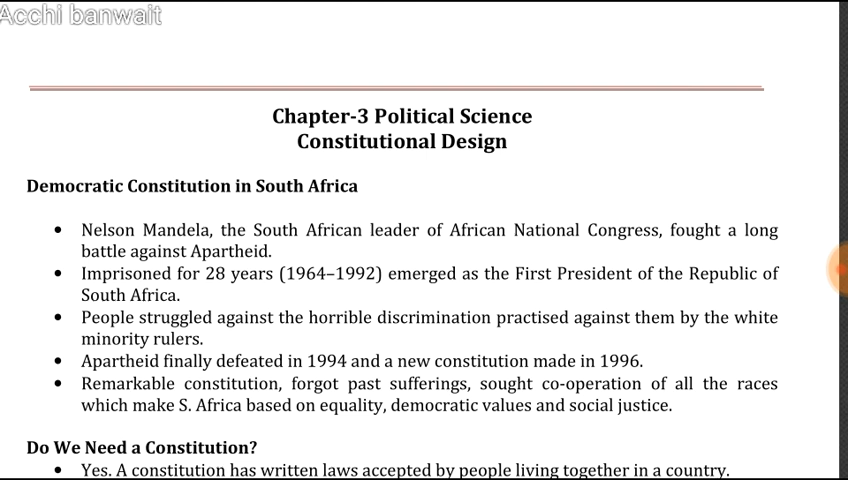 Acchi banwait
Chapter-3 Political Science
Constitutional Design
Democratic Constitution in South Africa
• Nelson Mandela, the South African leader of African National Congress, fought a long
battle against Apartheid.
• Imprisoned for 28 years (1964–1992) emerged as the First President of the Republic of
South Africa.
• People struggled against the horrible discrimination practised against them by the white
minority rulers.
• Apartheid finally defeated in 1994 and a new constitution made in 1996.
• Remarkable constitution, forgot past sufferings, sought co-operation of all the races
which make S. Africa based on equality, democratic values and social justice.
Do We Need a Constitution?
• Yes. A constitution has written laws accepted by people living together in a country.